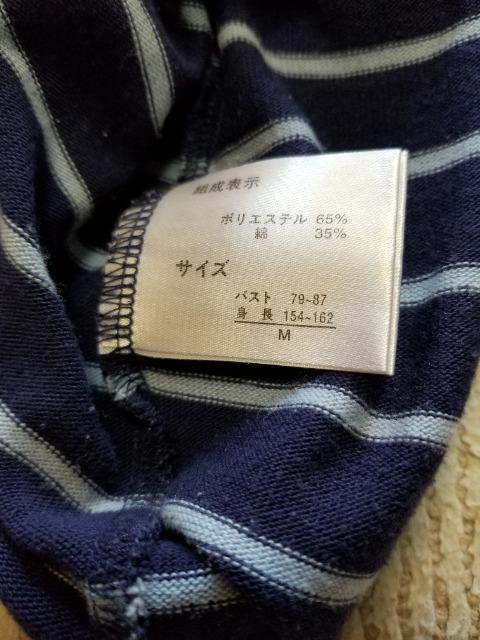 組成表示
ポリエステル 65%
綿 35%
サイズ
バスト 79~87
身長 154~162
M